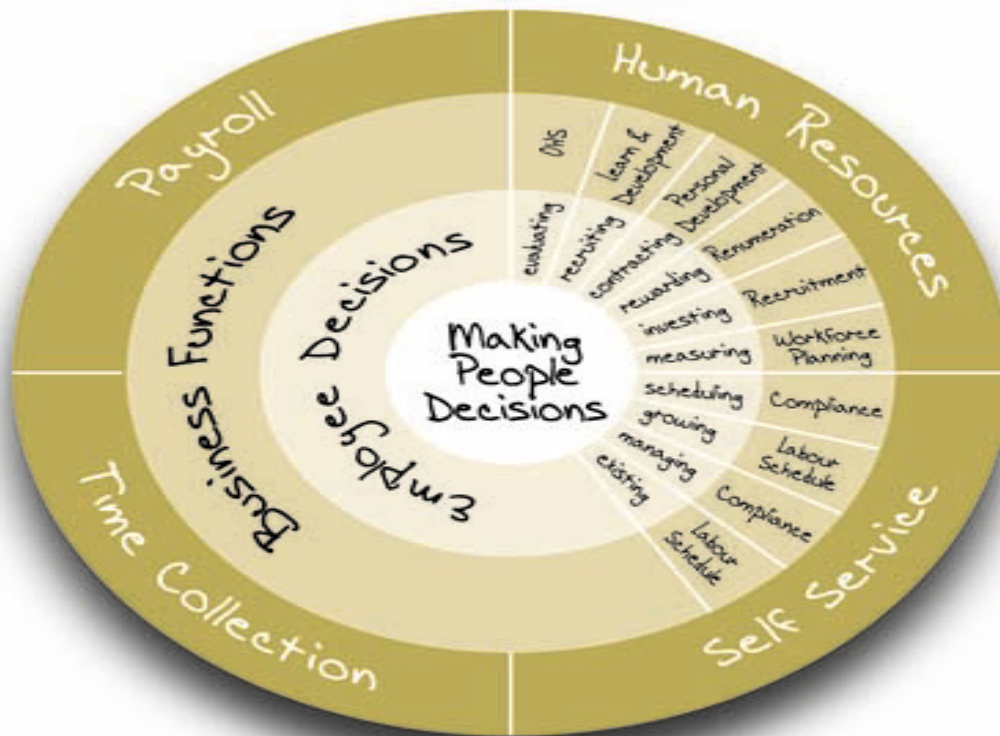 Payroll
Human Resources
Time Collection
Self Service
Business Functions
Employee Decisions
Making
People
Decisions
OHS
Learn &
Development
Personal
Development
Renumeration
Recruitment
Workforce
Planning
Compliance
Labour
Schedule
Compliance
Labour
Schedule
evaluating
recruiting
contracting
rewarding
investing
measuring
scheduling
growing
managing
existing